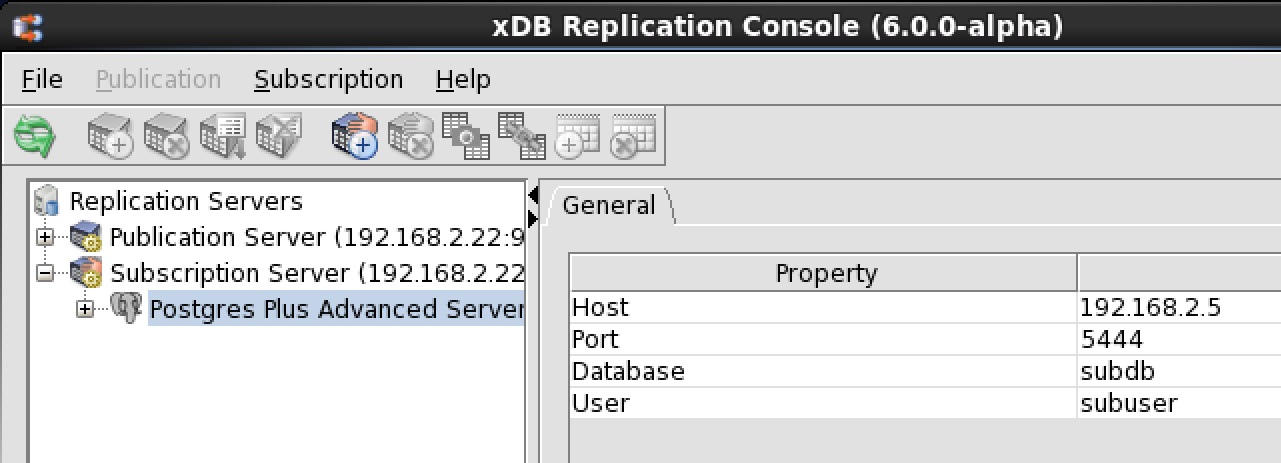 xDB Replication Console (6.0.0-alpha)
File Publication Subscription Help
Replication Servers
Publication Server (192.168.2.22:9
Subscription Server (192.168.2.22
Postgres Plus Advanced Server
General
Property
Host 192.168.2.5
Port 5444
Database subdb
User subuser